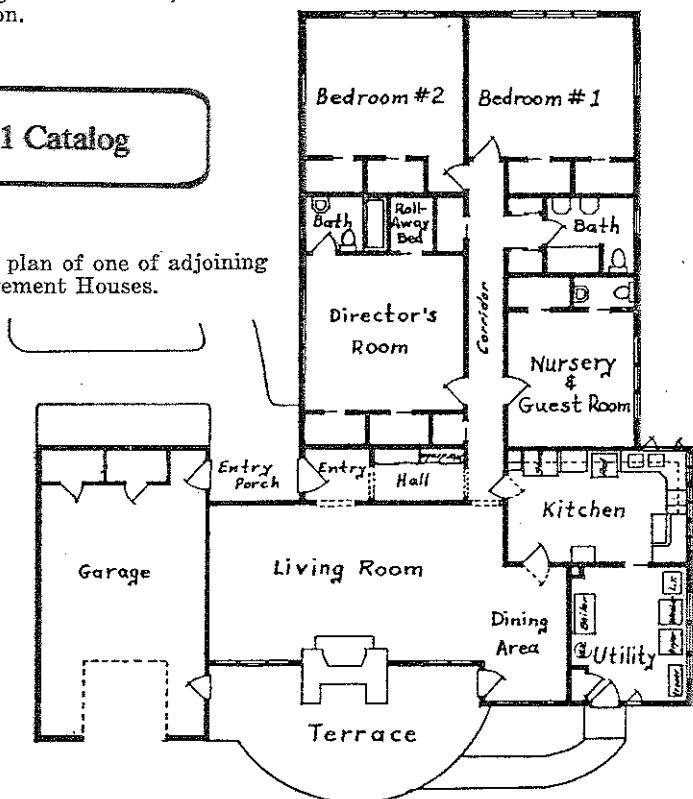 on.
1 Catalog
plan of one of adjoining
ement Houses.
Bedroom #2
Bedroom #1
Bath
Roll-
Away
Bed
Bath
Director's
Room
Corridor
Nursery
&
Guest Room
Entry
Porch
Entry
Hall
Kitchen
Garage
Living Room
Dining
Area
Boiler
Utility
Terrace